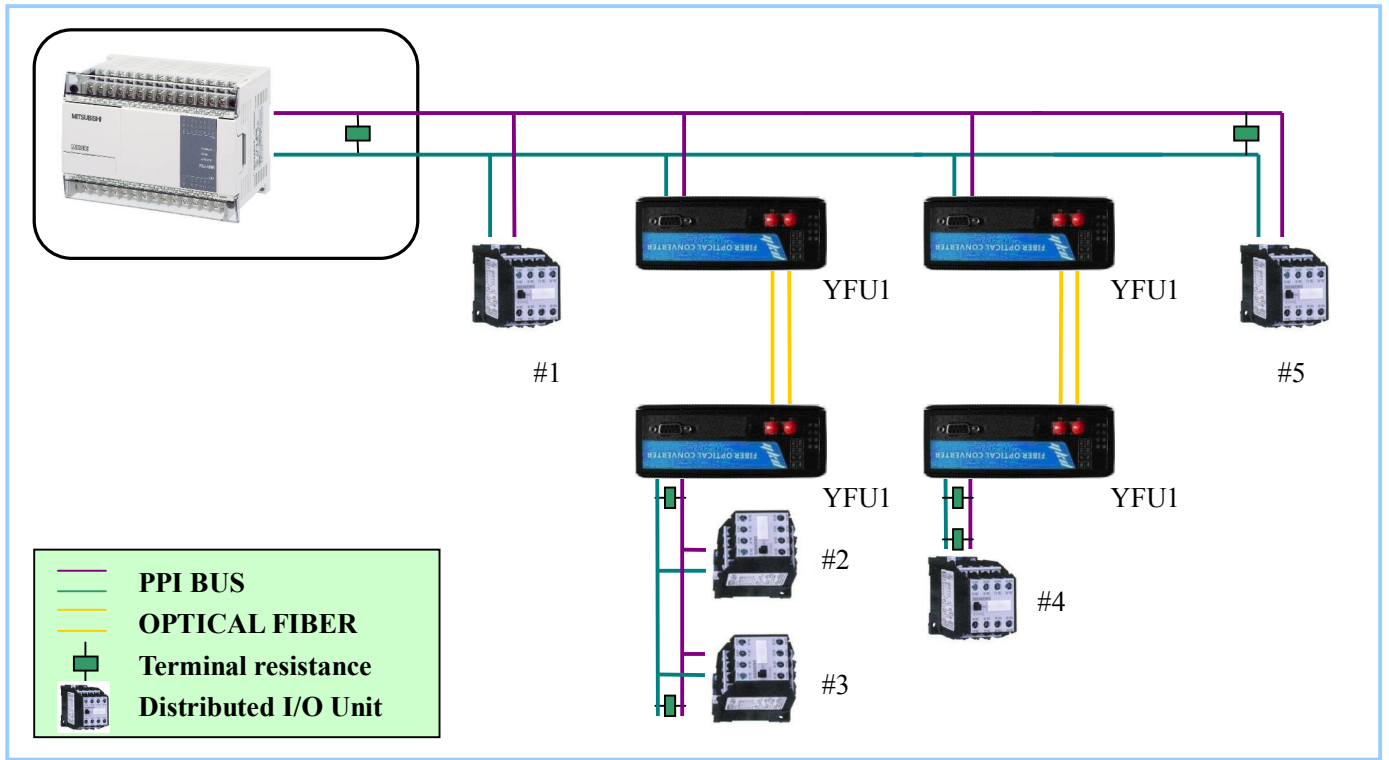 MITSUBISHI
YFU1
YFU1
#1
#5
FIBER OPTICAL CONVERTER
FIBER OPTICAL CONVERTER
YFU1
YFU1
FIBER OPTICAL CONVERTER
FIBER OPTICAL CONVERTER
#2
#4
#3
PPI BUS
OPTICAL FIBER
Terminal resistance
Distributed I/O Unit